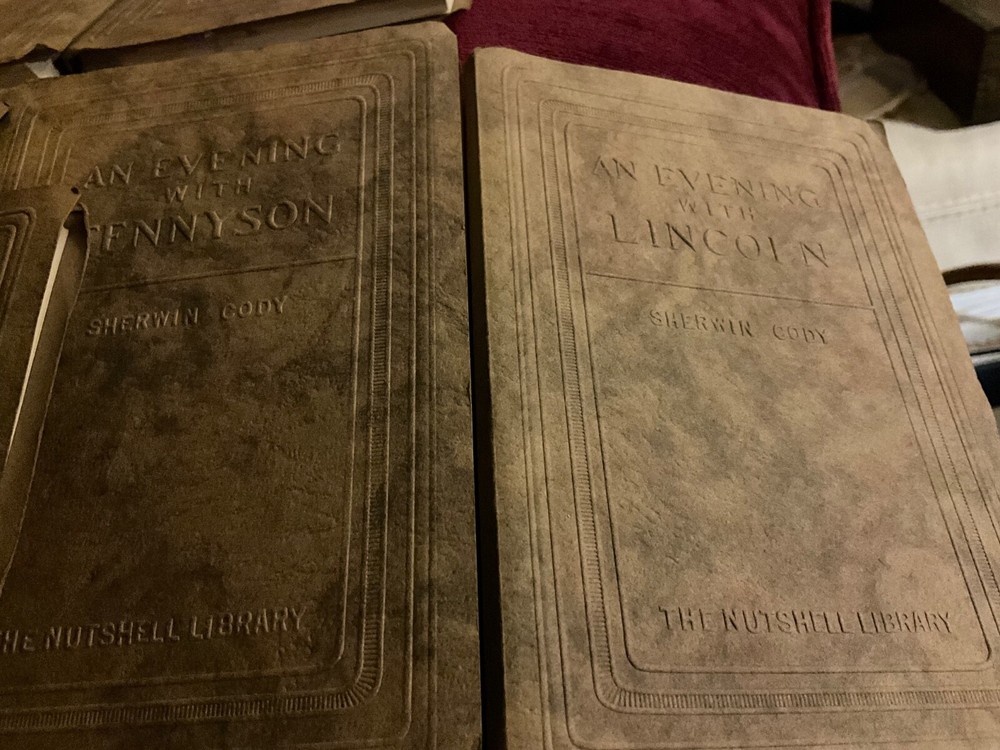 AN EVENING
WITH
TENNYSON
SHERWIN CODY
THE NUTSHELL LIBRARY
AN EVENING
WITH
LINCOLN
SHERWIN CODY
THE NUTSHELL LIBRARY